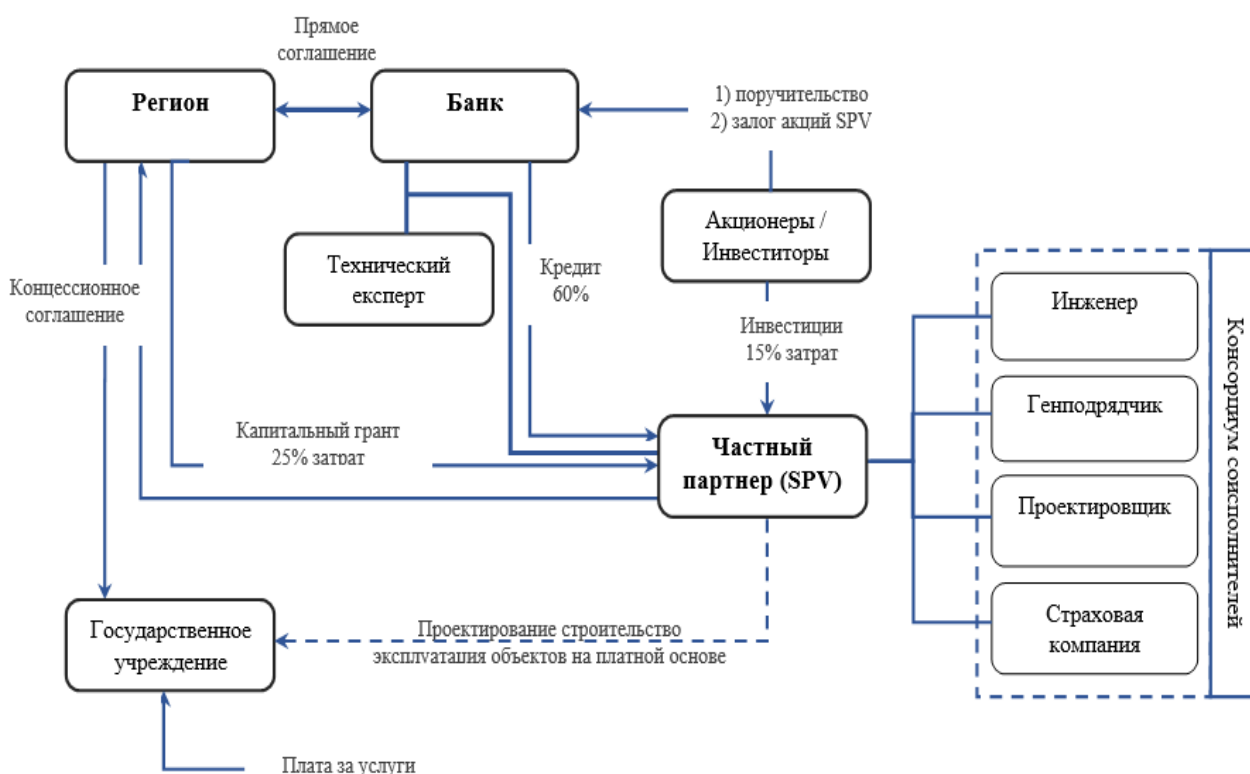 Прямое
соглашение
Регион
Банк
1) поручительство
2) залог акций SPV
Акционеры /
Инвеститоры
Технический
експерт
Кредит
60%
Концессионное
соглашение
Инвестиции
15% затрат
Инженер
Генподрядчик
Проектировщик
Страховая
компания
Консорциум соисполнителей
Капитальный грант
25% затрат
Частный
партнер (SPV)
Государственное
учреждение
Проектирование строительство
эксплуатация объектов на платной основе
Плата за услуги